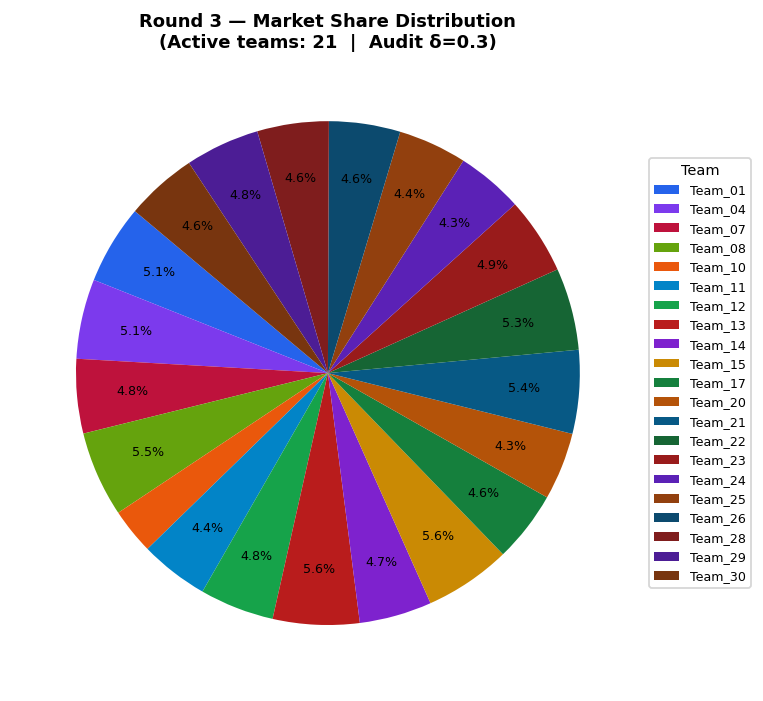 Round 3 — Market Share Distribution
(Active teams: 21  |  Audit δ=0.3)
4.6%
4.6%
4.8%
4.4%
4.6%
4.3%
5.1%
4.9%
5.1%
5.3%
4.8%
5.4%
5.5%
4.3%
4.4%
4.6%
4.8%
5.6%
5.6%
4.7%
Team
Team_01
Team_04
Team_07
Team_08
Team_10
Team_11
Team_12
Team_13
Team_14
Team_15
Team_17
Team_20
Team_21
Team_22
Team_23
Team_24
Team_25
Team_26
Team_28
Team_29
Team_30